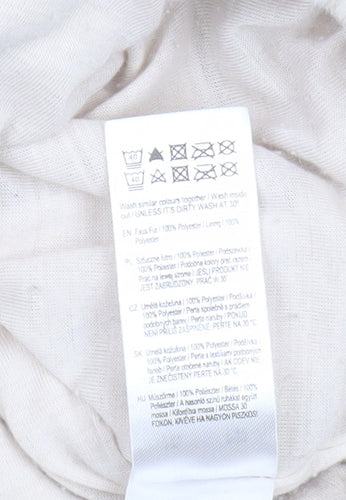 40
40
Wash similar colours together / Wash inside
out / UNLESS IT'S DIRTY WASH AT 30°
EN Faux Fur / 100% Polyester / Lining / 100%
Polyester
PL Sztuczne futro / 100% Poliester / Podszewka /
100% Poliester / Podobne kolory prać razem /
Prać na lewej stronie / JEŚLI PRODUKT NIE
JEST ZABRUDZONY PRAĆ W 30°
CZ Umělá kožešina / 100% Polyester /
100% Polyester / Perte společně s prádlem
podobných barev / Perte naruby / POKUD
NENÍ PŘÍLIŠ ZAŠPINĚNÉ, PERTE NA 30 °C
SK Umelá kožušina / 100% Polyester /
100% Polyester / Perte s bielizňou podobných
farieb / Perte obrátené naruby / AK ODEV NIE
JE ZNEČISTENÝ PERTE NA 30 °C
HU Műszőrme / 100% Poliészter / Bélés / 100%
Poliészter / A hasonló színű ruhákat együtt
mossa / Kifordítva mossa / MOSSA 30
FOKON, KIVÉVE HA NAGYON PISZKOS!